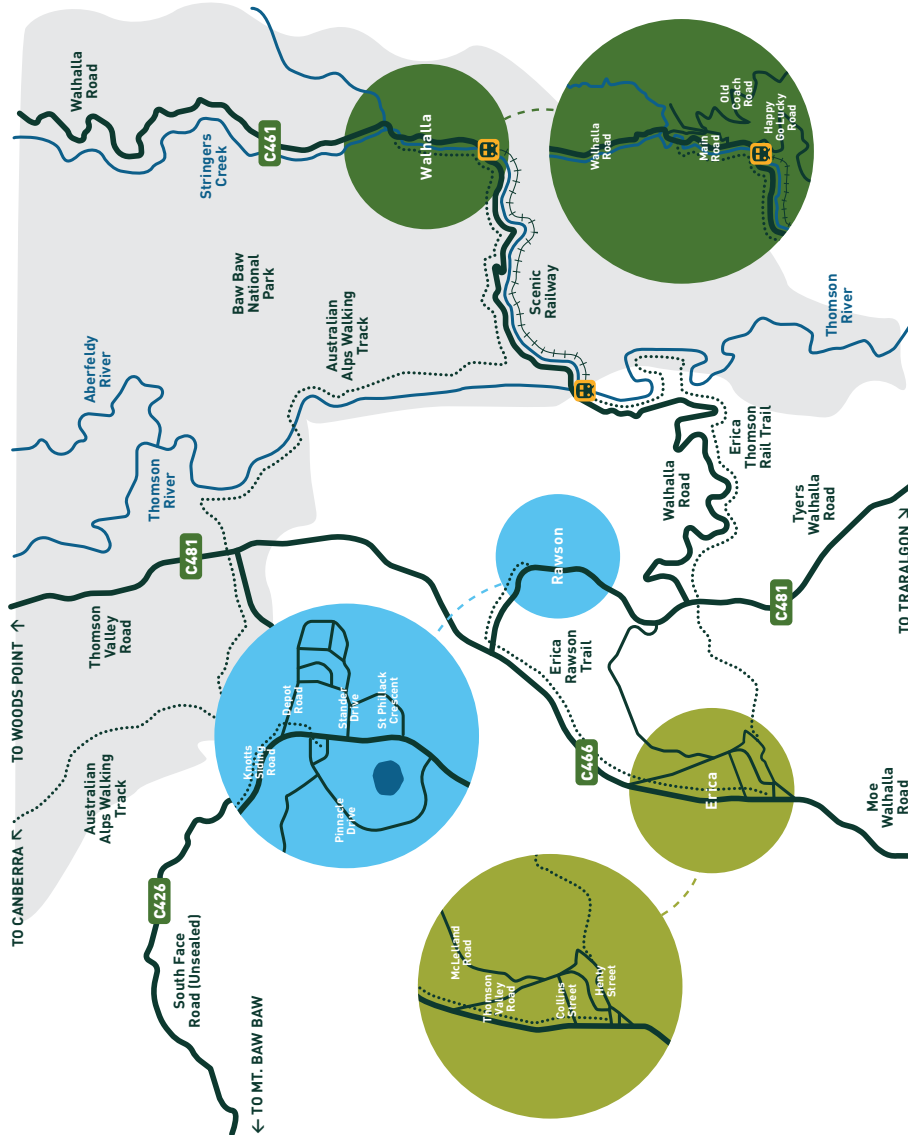 TO CANBERRA
TO WOODS POINT
Australian
Alps Walking
Track
Thomson
Valley
Road
C481
Thomson
River
Aberfeldy
River
Walhalla
Road
Stringers
Creek
C461
Baw Baw
National
Park
Australian
Alps Walking
Track
C426
South Face
Road (Unsealed)
TO MT. BAW BAW
Knotts
Siding
Road
Depot
Road
Stander
Drive
St Phillack
Crescent
Pinnacle
Drive
Walhalla
Walhalla
Road
Main
Road
Old
Coach
Road
Happy
Go Lucky
Road
Scenic
Railway
Rawson
Erica
Rawson
Trail
C466
Walhalla
Road
Erica
Thomson
Rail Trail
Thomson
River
Tyers
Walhalla
Road
C481
TO TRARALGON
Erica
Moe
Walhalla
Road
McLelland
Road
Thomson
Valley
Road
Collins
Street
Henty
Street